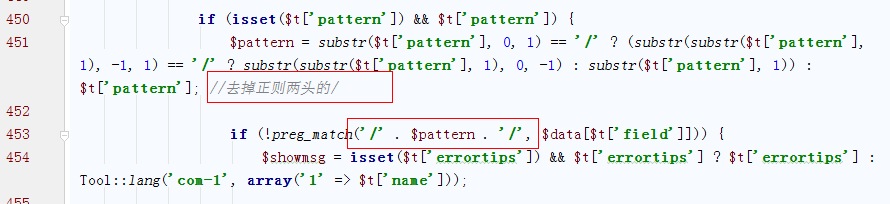 450 if (isset($t['pattern']) && $t['pattern']) {
451 $pattern = substr($t['pattern'], 0, 1) == '/' ? (substr(substr($t['pattern'],
1), -1, 1) == '/' ? substr(substr($t['pattern'], 1), 0, -1) : substr($t['pattern'], 1)) :
$t['pattern']; //去掉正则两头的/
452
453 if (!preg_match('/' . $pattern . '/', $data[$t['field']])) {
454 $showmsg = isset($t['errortips']) && $t['errortips'] ? $t['errortips'] :
Tool::lang('com-1', array('1' => $t['name']));